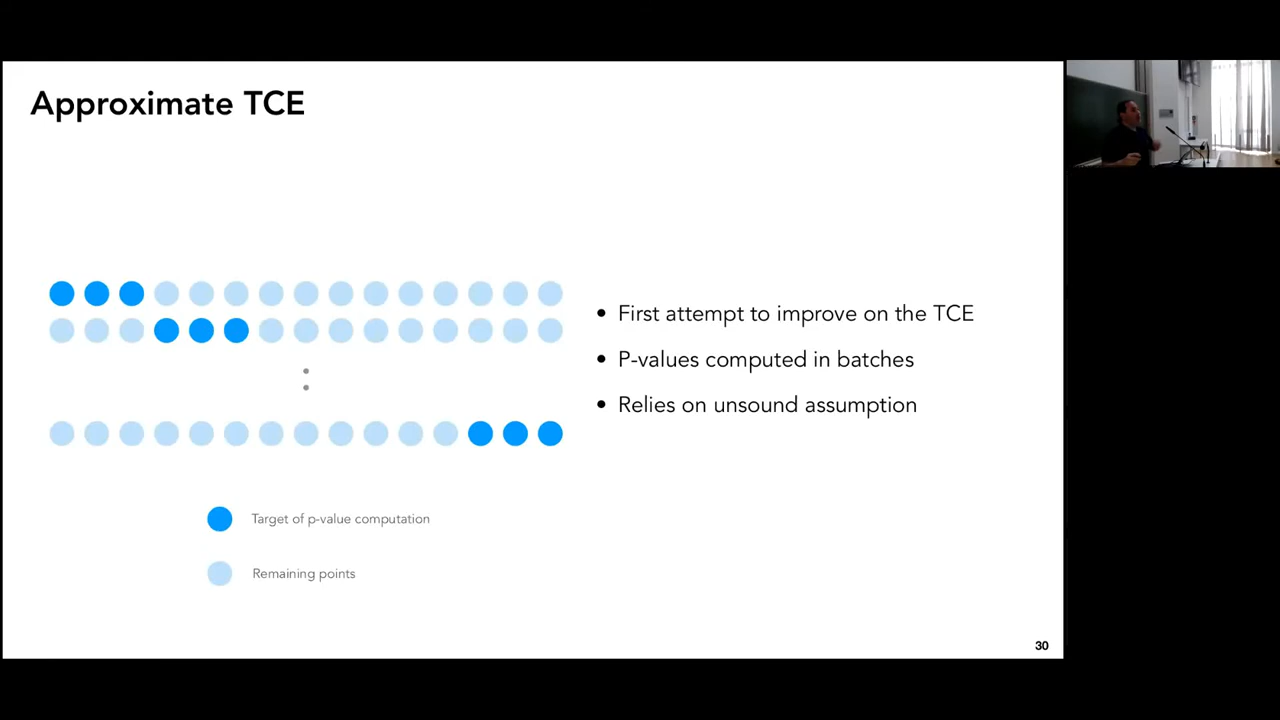 Approximate TCE
• First attempt to improve on the TCE
• P-values computed in batches
• Relies on unsound assumption
Target of p-value computation
Remaining points
30